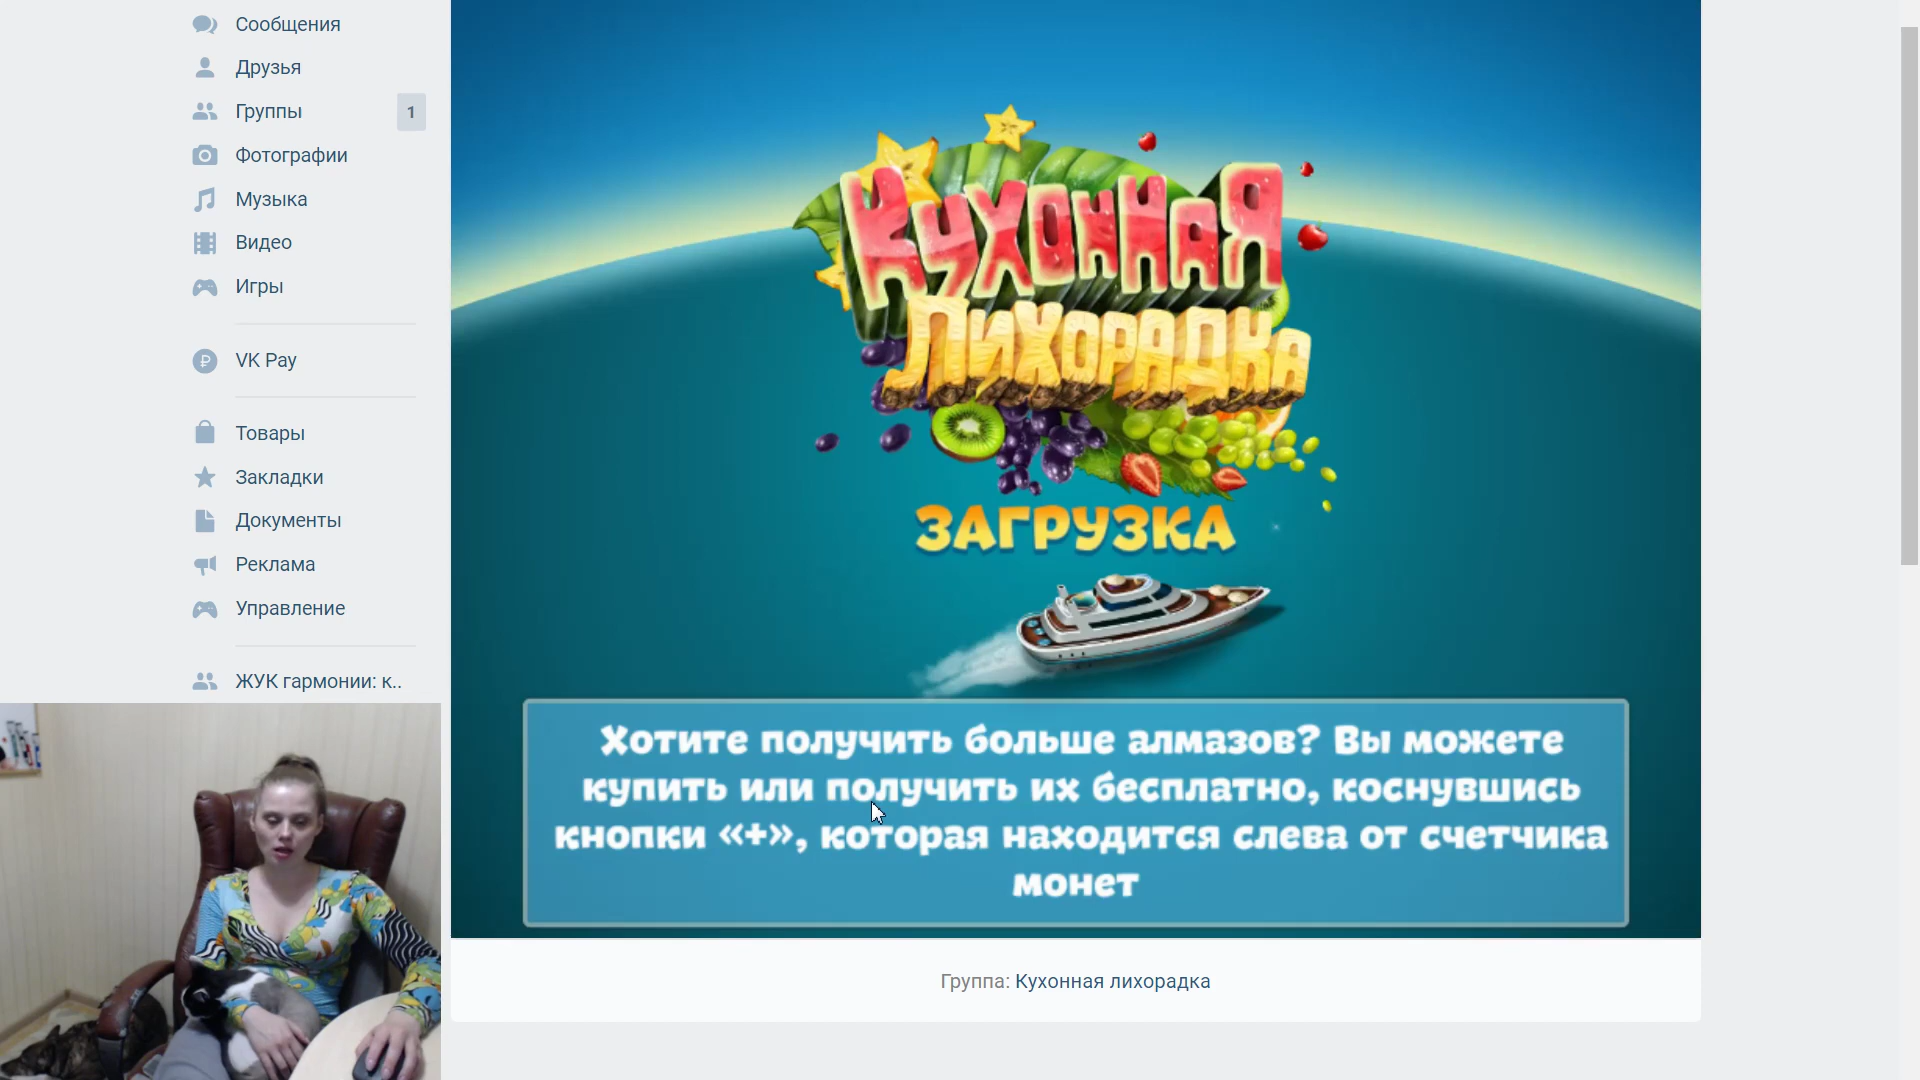 Сообщения
Друзья
Группы
1
Фотографии
Музыка
Видео
Игры
VK Pay
Товары
Закладки
Документы
Реклама
Управление
ЖУК гармонии: к..
КУХОННАЯ
ЛИХОРАДКА
ЗАГРУЗКА
Хотите получить больше алмазов? Вы можете
купить или получить их бесплатно, коснувшись
кнопки «+», которая находится слева от счетчика
монет
Группа: Кухонная лихорадка